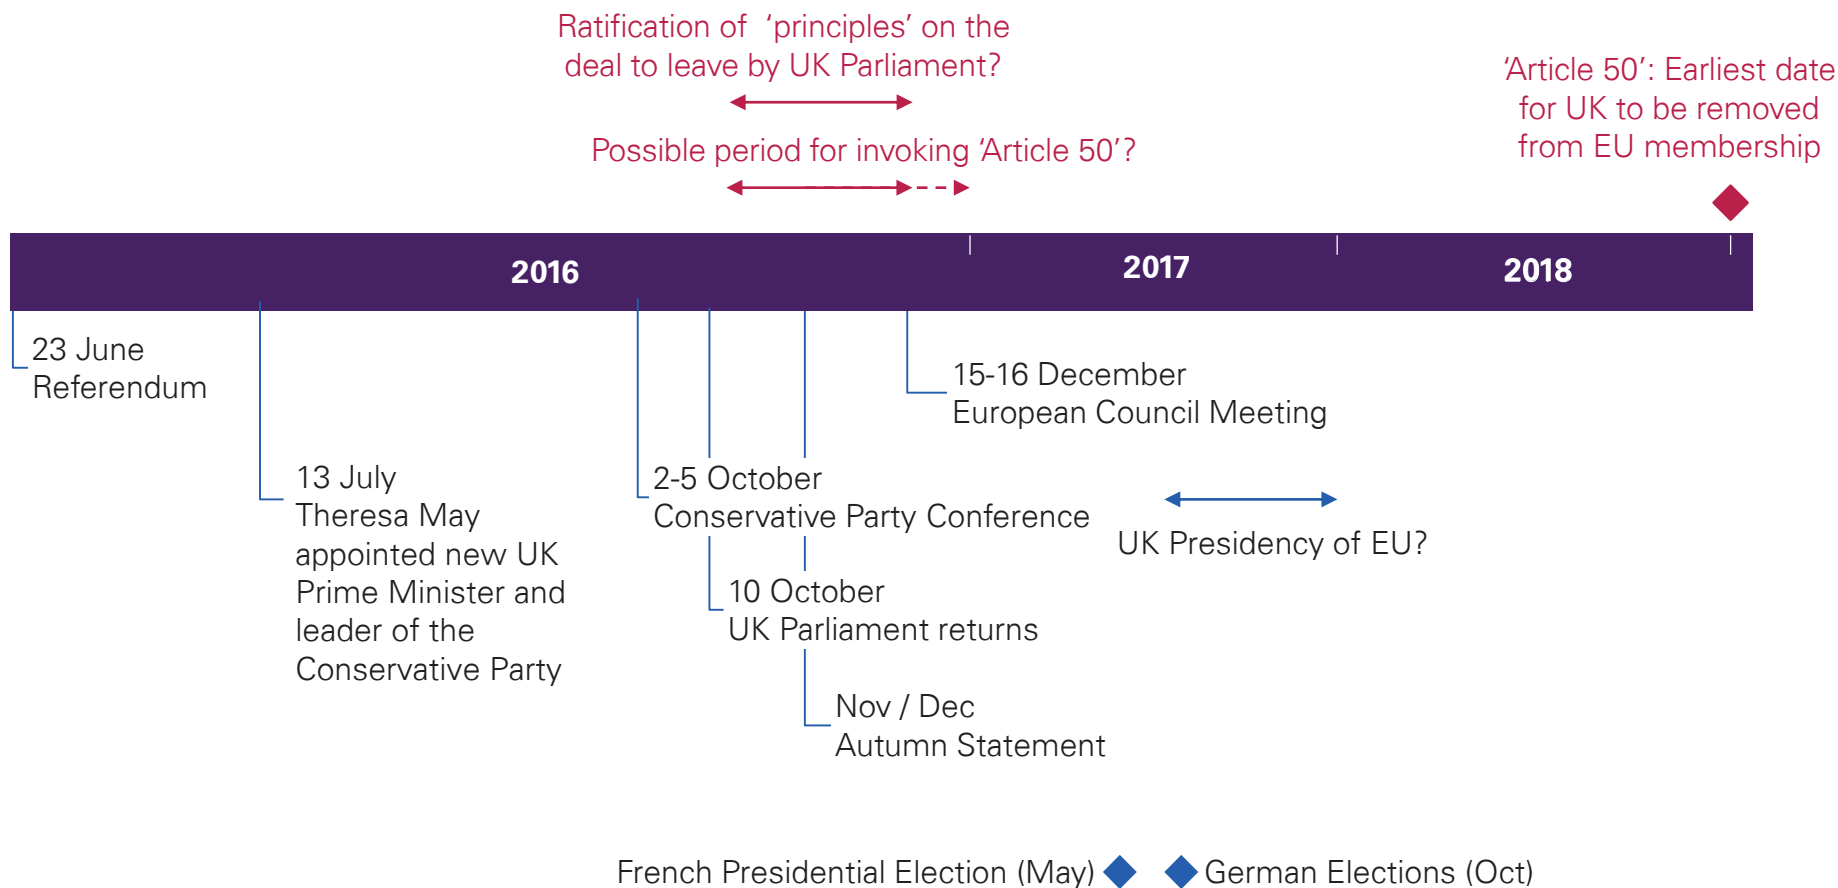 Ratification of ‘principles’ on the
deal to leave by UK Parliament?
Possible period for invoking ‘Article 50’?
‘Article 50’: Earliest date
for UK to be removed
from EU membership
2016
2017
2018
23 June
Referendum
13 July
Theresa May
appointed new UK
Prime Minister and
leader of the
Conservative Party
2-5 October
Conservative Party Conference
10 October
UK Parliament returns
Nov / Dec
Autumn Statement
15-16 December
European Council Meeting
UK Presidency of EU?
French Presidential Election (May)
German Elections (Oct)